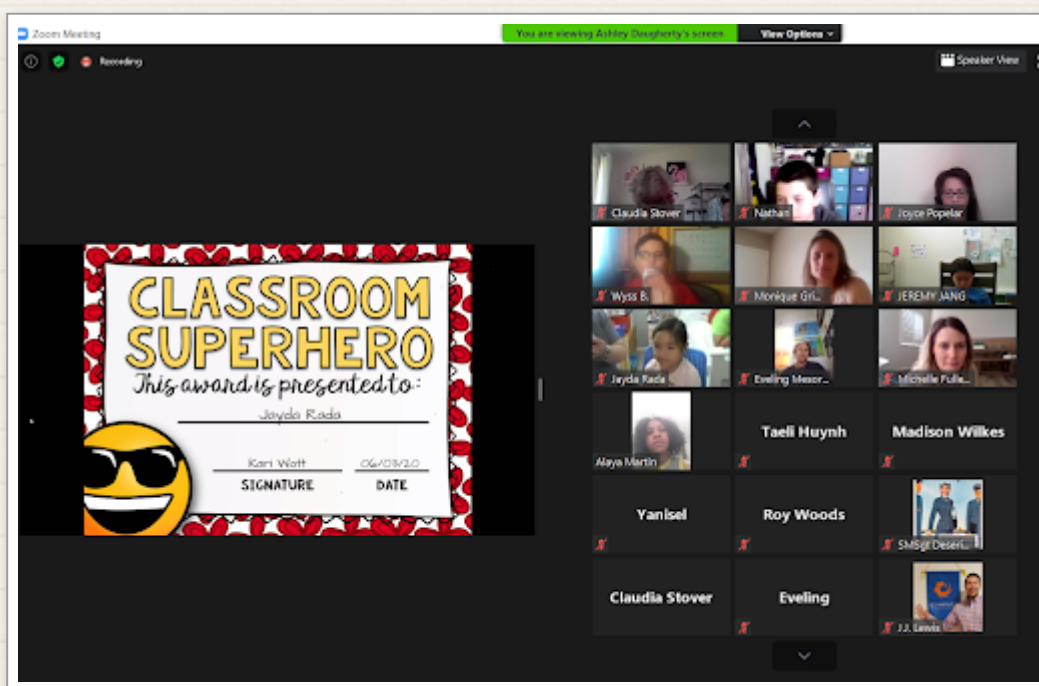 Zoom Meeting
You are viewing Ashley Daugherty's screen
View Options
Recording
Speaker View
CLASSROOM
SUPERHERO
This award is presented to:
Jayda Rada
Kari Watt
06/03/20
SIGNATURE
DATE
Claudia Stover
Nathan
Joyce Popelar
Wyss B.
Monique Gri...
JEREMY JANG
Jayda Rada
Eveling Mesor...
Michelle Fulle...
Alaya Martin
Taeli Huynh
Madison Wilkes
Yanisel
Roy Woods
SMSgt Deseri...
Claudia Stover
Eveling
J.J. Lewis